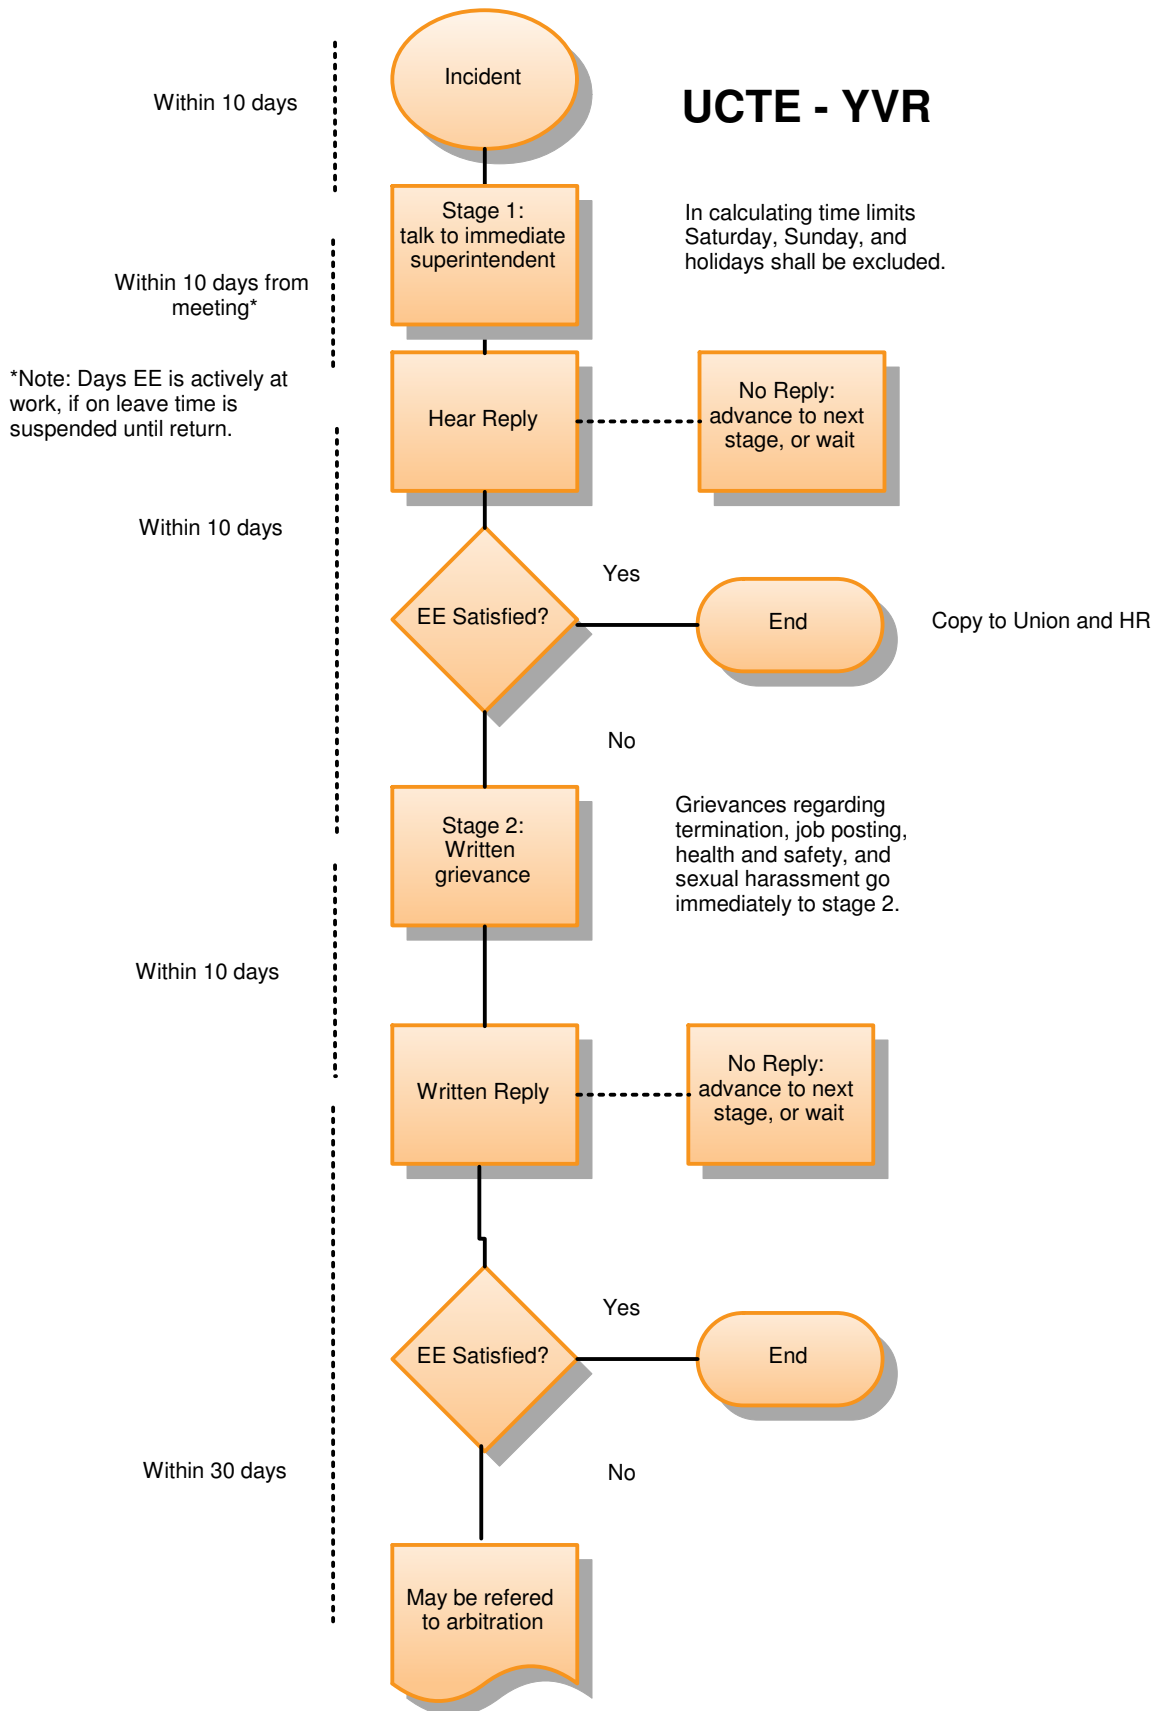 Incident
Within 10 days
UCTE - YVR
Stage 1:
talk to immediate
superintendent
In calculating time limits
Saturday, Sunday, and
holidays shall be excluded.
Within 10 days from
meeting*
*Note: Days EE is actively at
work, if on leave time is
suspended until return.
Hear Reply
No Reply:
advance to next
stage, or wait
Within 10 days
EE Satisfied?
Yes
End
Copy to Union and HR
No
Stage 2:
Written
grievance
Grievances regarding
termination, job posting,
health and safety, and
sexual harassment go
immediately to stage 2.
Within 10 days
Written Reply
No Reply:
advance to next
stage, or wait
EE Satisfied?
Yes
End
Within 30 days
No
May be refered
to arbitration